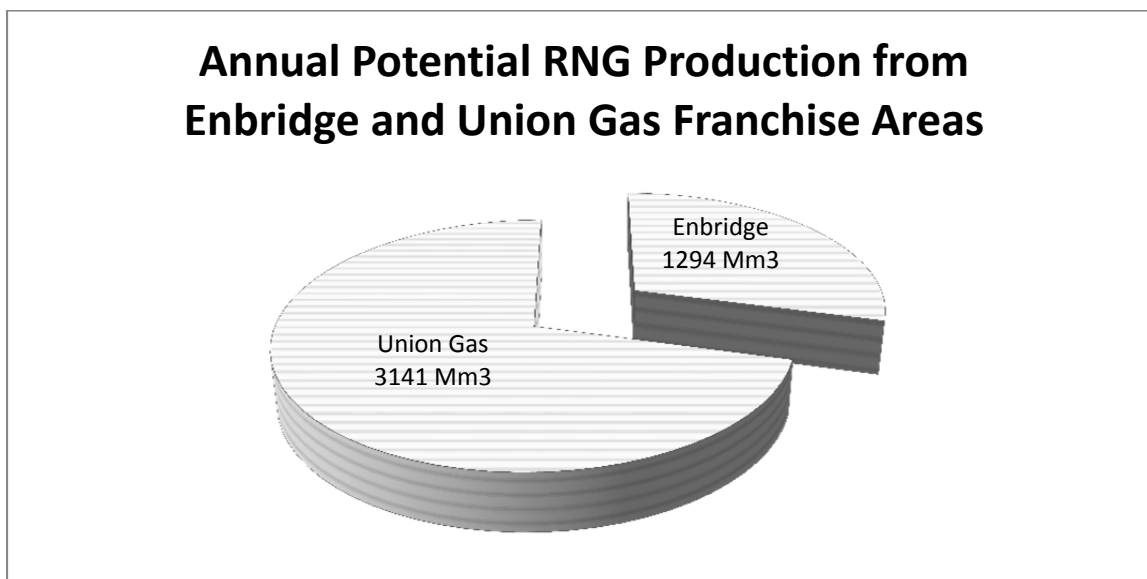 Annual Potential RNG Production from
Enbridge and Union Gas Franchise Areas
Enbridge
1294 Mm3
Union Gas
3141 Mm3